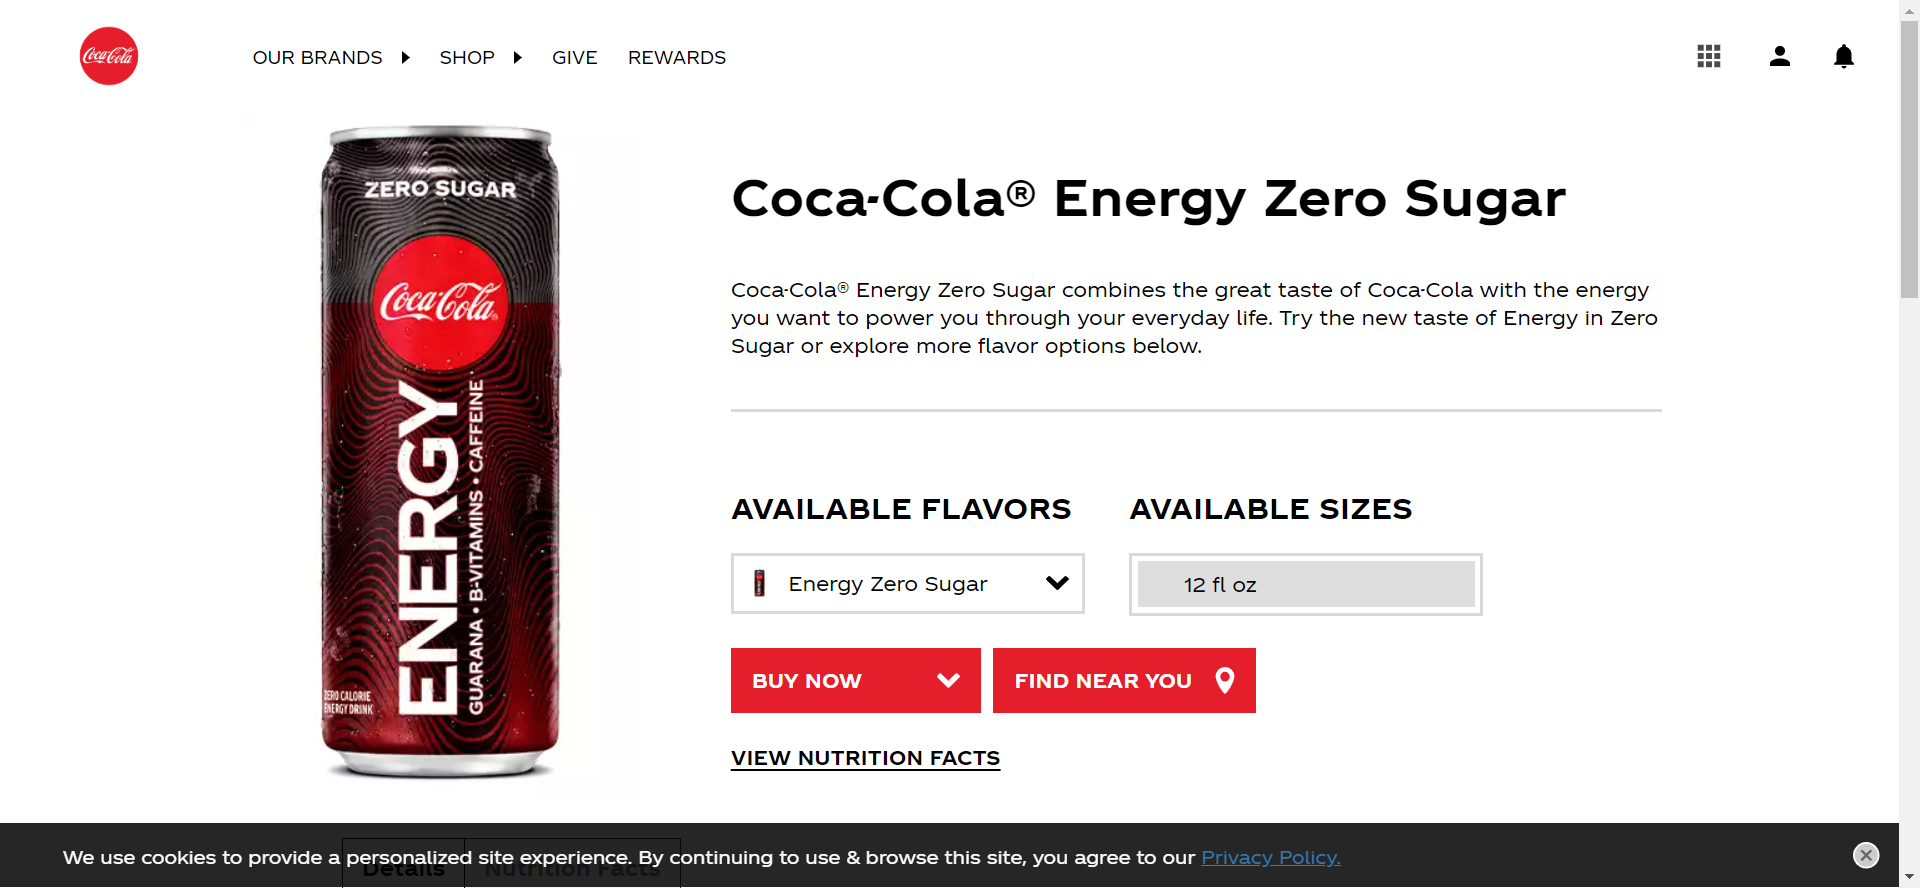 Coca-Cola
OUR BRANDS
SHOP
GIVE
REWARDS
ZERO SUGAR
Coca-Cola®
ENERGY
GUARANA • B-VITAMINS • CAFFEINE
ZERO CALORIE
ENERGY DRINK
Coca-Cola® Energy Zero Sugar
Coca-Cola® Energy Zero Sugar combines the great taste of Coca-Cola with the energy
you want to power you through your everyday life. Try the new taste of Energy in Zero
Sugar or explore more flavor options below.
AVAILABLE FLAVORS
Energy Zero Sugar
AVAILABLE SIZES
12 fl oz
BUY NOW
FIND NEAR YOU
VIEW NUTRITION FACTS
We use cookies to provide a personalized site experience. By continuing to use & browse this site, you agree to our Privacy Policy.
Details
Nutrition Facts